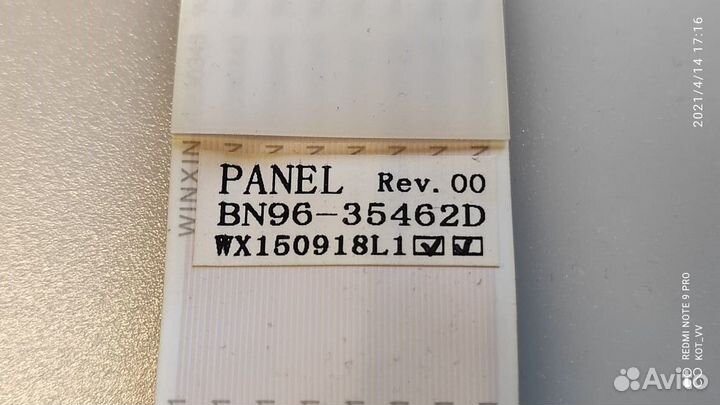 WINXIN
PANEL Rev. 00
BN96-35462D
WX150918L1
2021/4/14 17:16
REDMI NOTE 9 PRO
KOT_VV
Avito